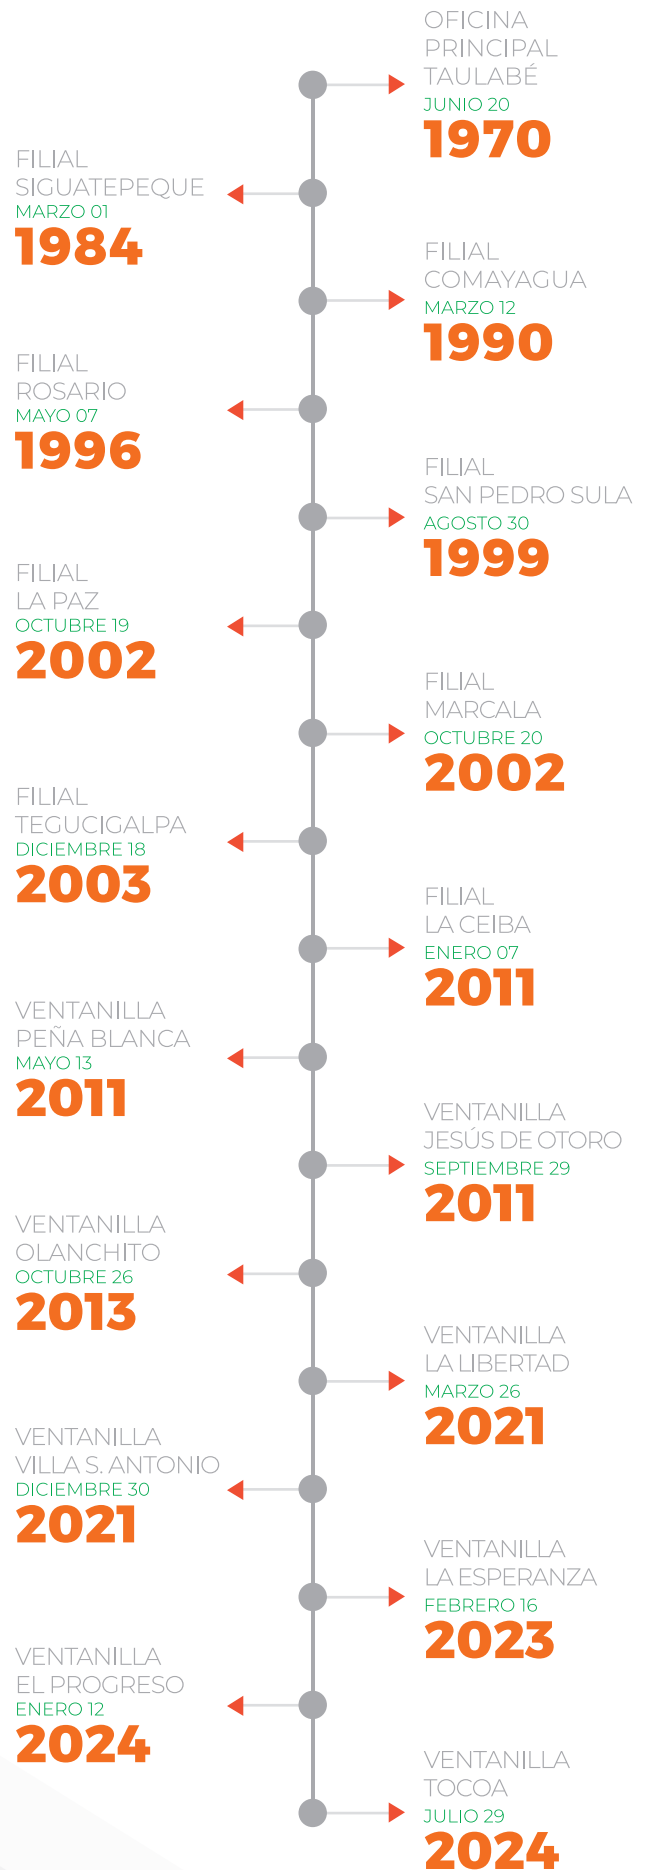 OFICINA
PRINCIPAL
TAULABÉ
JUNIO 20
1970
FILIAL
SIGUATEPEQUE
MARZO 01
1984
FILIAL
COMAYAGUA
MARZO 12
1990
FILIAL
ROSARIO
MAYO 07
1996
FILIAL
SAN PEDRO SULA
AGOSTO 30
1999
FILIAL
LA PAZ
OCTUBRE 19
2002
FILIAL
MARCALA
OCTUBRE 20
2002
FILIAL
TEGUCIGALPA
DICIEMBRE 18
2003
FILIAL
LA CEIBA
ENERO 07
2011
VENTANILLA
PEÑA BLANCA
MAYO 13
2011
VENTANILLA
JESÚS DE OTORO
SEPTIEMBRE 29
2011
VENTANILLA
OLANCHITO
OCTUBRE 26
2013
VENTANILLA
LA LIBERTAD
MARZO 26
2021
VENTANILLA
VILLA S. ANTONIO
DICIEMBRE 30
2021
VENTANILLA
LA ESPERANZA
FEBRERO 16
2023
VENTANILLA
EL PROGRESO
ENERO 12
2024
VENTANILLA
TOCOA
JULIO 29
2024